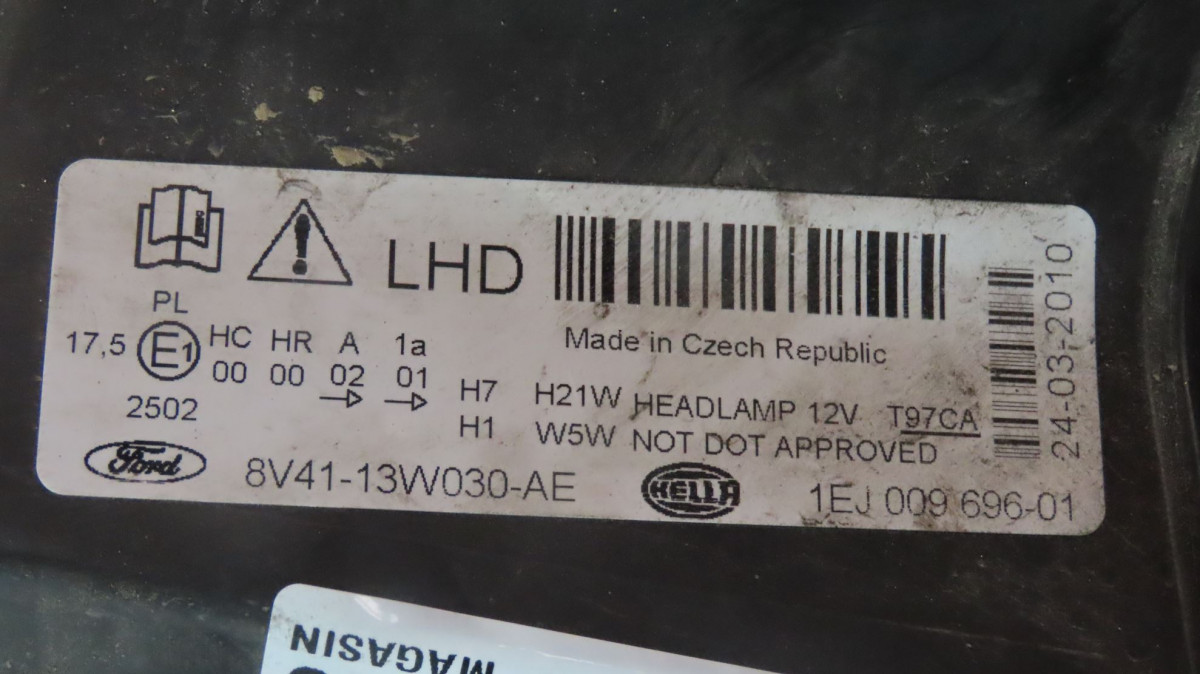 LHD
Made in Czech Republic
24-03-2010
PL
17,5 E1 HC HR A 1a
00 00 02 01
2502
H7 H21W HEADLAMP 12V T97CA
H1 W5W NOT DOT APPROVED
Ford 8V41-13W030-AE HELLA 1EJ 009 696-01
MAGASIN